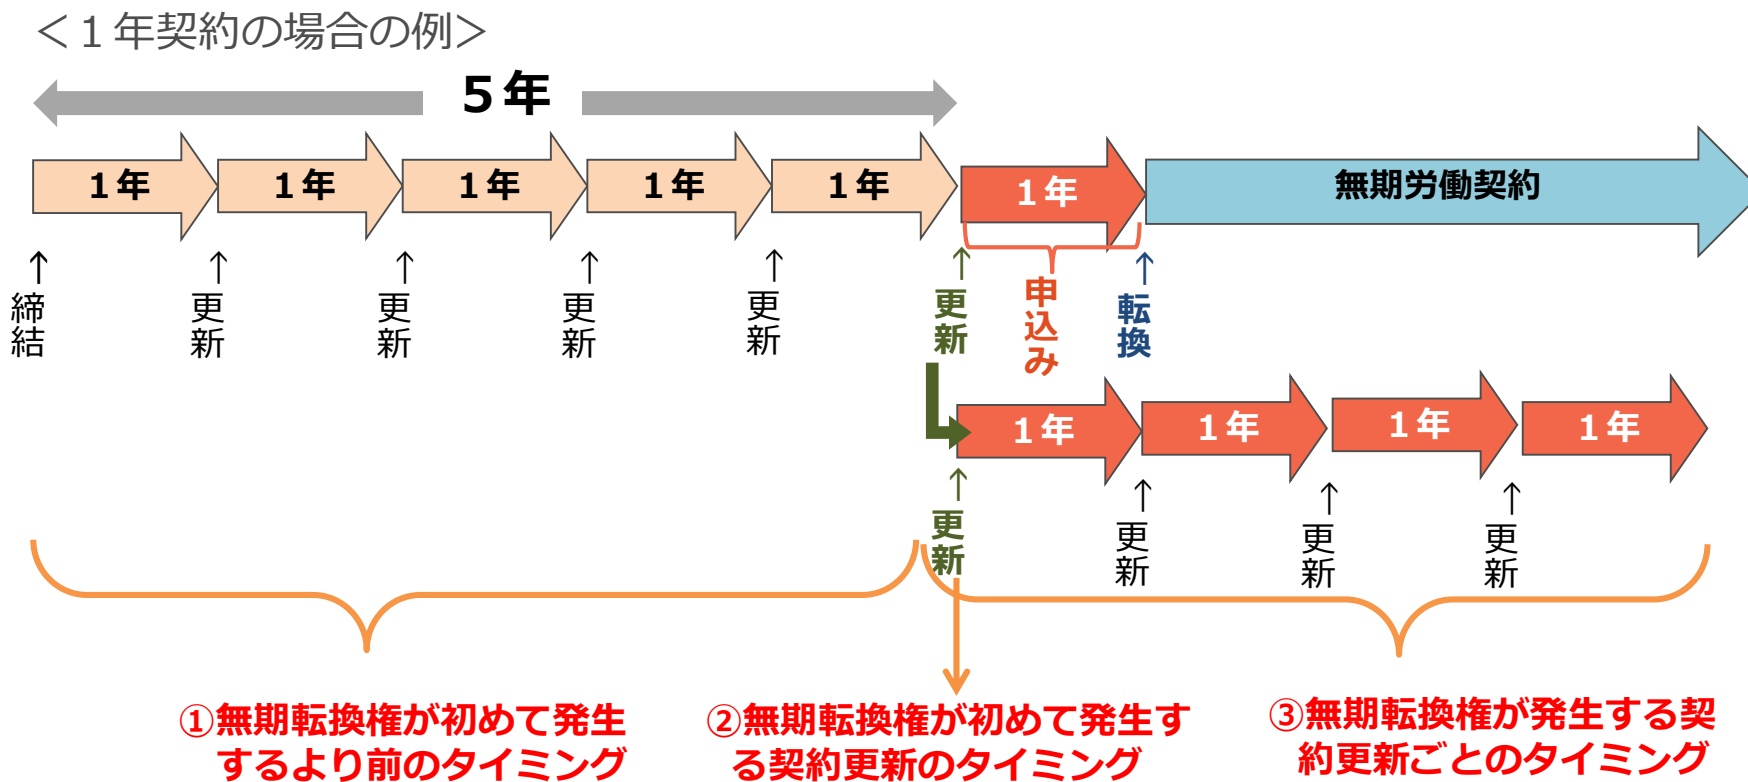 ＜１年契約の場合の例＞
５年
１年
１年
１年
１年
１年
１年
無期労働契約
↑
締結
↑
更新
↑
更新
↑
更新
↑
更新
↑
更新
申込み
↑
転換
１年
１年
１年
１年
↑
更新
↑
更新
↑
更新
↑
更新
①無期転換権が初めて発生
するより前のタイミング
②無期転換権が初めて発生す
る契約更新のタイミング
③無期転換権が発生する契
約更新ごとのタイミング